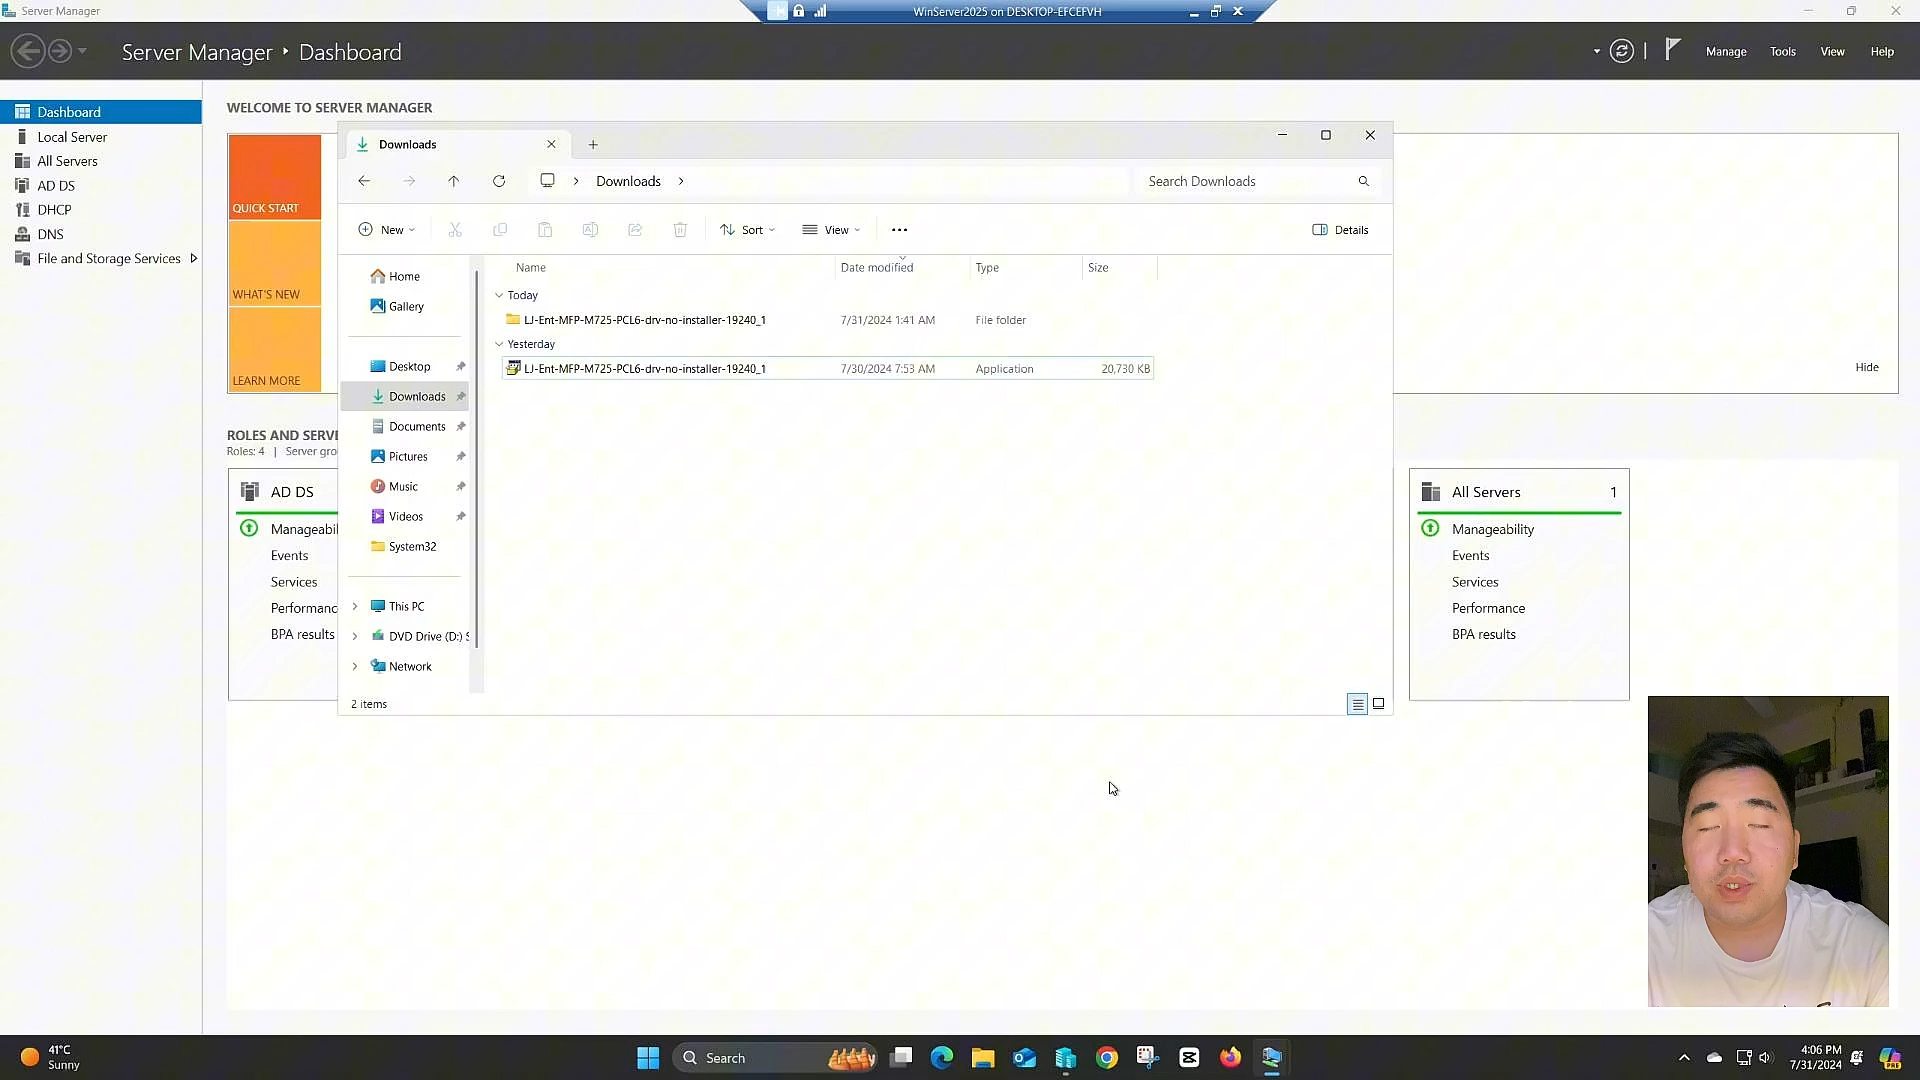 Server Manager
WinServer2025 on DESKTOP-EFCEFVH
Server Manager Dashboard
Manage Tools View Help
Dashboard
Local Server
All Servers
AD DS
DHCP
DNS
File and Storage Services
WELCOME TO SERVER MANAGER
QUICK START
WHAT'S NEW
LEARN MORE
Hide
ROLES AND SERVE
Roles: 4 | Server gro
AD DS
Manageabil
Events
Services
Performanc
BPA results
Downloads
Downloads
Search Downloads
New
Sort
View
Details
Home
Gallery
Desktop
Downloads
Documents
Pictures
Music
Videos
System32
This PC
DVD Drive (D:) S
Network
Name Date modified Type Size
Today
LJ-Ent-MFP-M725-PCL6-drv-no-installer-19240_1 7/31/2024 1:41 AM File folder
Yesterday
LJ-Ent-MFP-M725-PCL6-drv-no-installer-19240_1 7/30/2024 7:53 AM Application 20,730 KB
2 items
All Servers 1
Manageability
Events
Services
Performance
BPA results
41°C
Sunny
Search
4:06 PM
7/31/2024
PRE